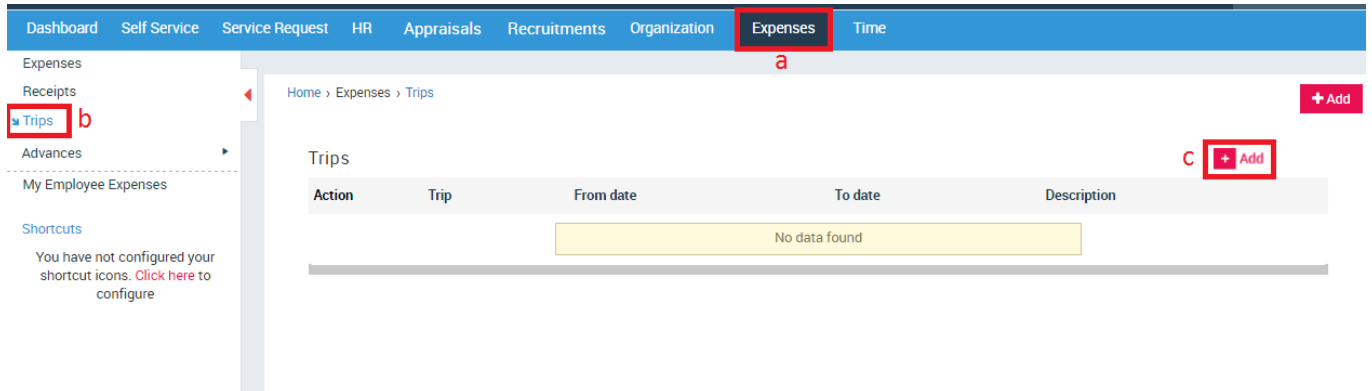 Dashboard Self Service Service Request HR Appraisals Recruitments Organization Expenses Time
a
Expenses
Receipts
Trips b
Advances
My Employee Expenses
Shortcuts
You have not configured your
shortcut icons. Click here to
configure
Home › Expenses › Trips
+ Add
Trips
c + Add
Action Trip From date To date Description
No data found